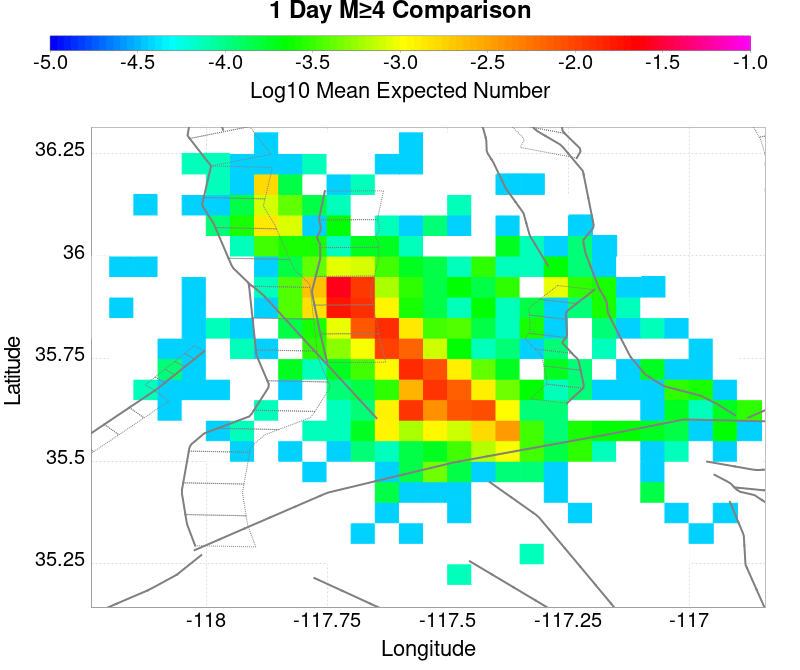 1 Day M≥4 Comparison
-5.0 -4.5 -4.0 -3.5 -3.0 -2.5 -2.0 -1.5 -1.0
Log10 Mean Expected Number
36.25
36
35.75
35.5
35.25
Latitude
-118 -117.75 -117.5 -117.25 -117
Longitude